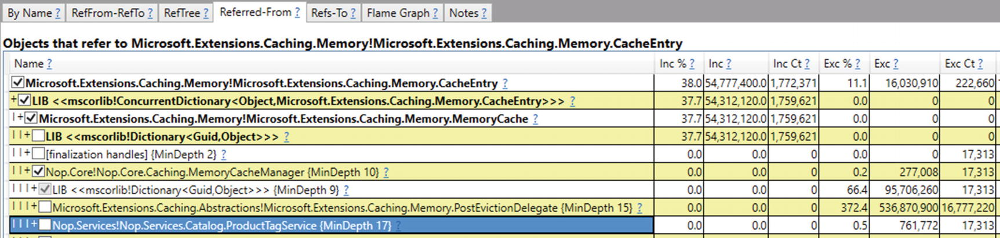 By Name ? RefFrom-RefTo ? RefTree ? Referred-From ? Refs-To ? Flame Graph ? Notes ?
Objects that refer to Microsoft.Extensions.Caching.Memory!Microsoft.Extensions.Caching.Memory.CacheEntry
Name ? Inc % ? Inc ? Inc Ct ? Exc % ? Exc ? Exc Ct ?
Microsoft.Extensions.Caching.Memory!Microsoft.Extensions.Caching.Memory.CacheEntry ? 38.0 54,777,400.0 1,772,371 11.1 16,030,910 222,660
+ LIB <<mscorlib!ConcurrentDictionary<Object,Microsoft.Extensions.Caching.Memory.CacheEntry>>> ? 37.7 54,312,120.0 1,759,621 0.0 0 0
|+ Microsoft.Extensions.Caching.Memory!Microsoft.Extensions.Caching.Memory.MemoryCache ? 37.7 54,312,120.0 1,759,621 0.0 0 0
||+ LIB <<mscorlib!Dictionary<Guid,Object>>> ? 37.7 54,312,120.0 1,759,621 0.0 0 0
||+ [finalization handles] {MinDepth 2} ? 0.0 0.0 0 0.0 0 17,313
||+ Nop.Core!Nop.Core.Caching.MemoryCacheManager {MinDepth 10} ? 0.0 0.0 0 0.2 277,008 17,313
|||+ LIB <<mscorlib!Dictionary<Guid,Object>>> {MinDepth 9} ? 0.0 0.0 0 66.4 95,706,260 17,313
|||+ Microsoft.Extensions.Caching.Abstractions!Microsoft.Extensions.Caching.Memory.PostEvictionDelegate {MinDepth 15} ? 0.0 0.0 0 372.4 536,870,900 16,777,220
|||+ Nop.Services!Nop.Services.Catalog.ProductTagService {MinDepth 17} ? 0.0 0.0 0 0.5 761,772 17,313